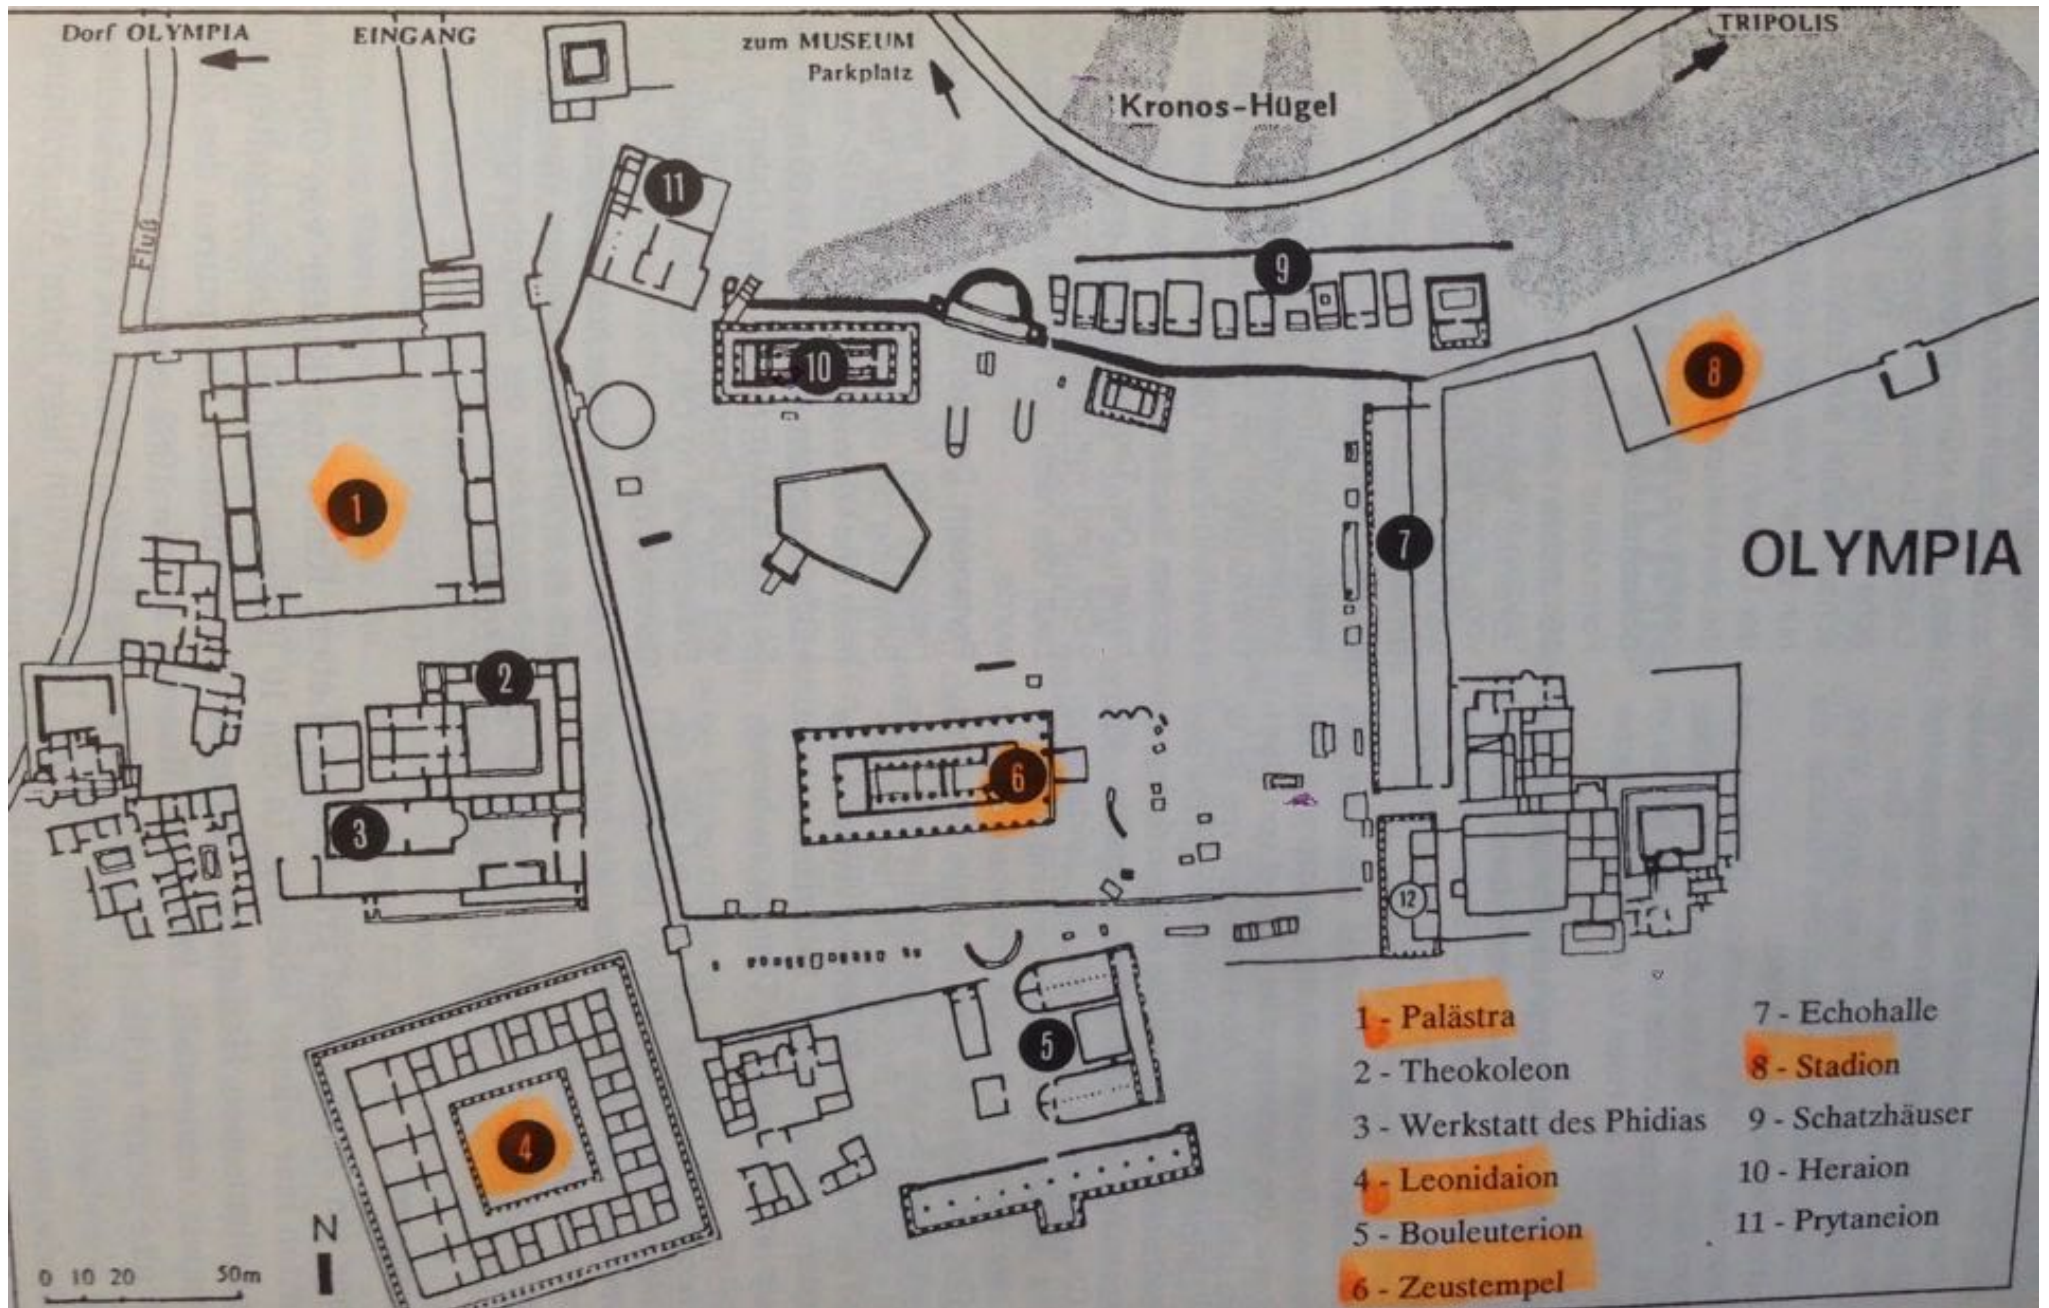 Dorf OLYMPIA
EINGANG
zum MUSEUM
Parkplatz
TRIPOLIS
Kronos-Hügel
Fluß
11
9
10
8
1
7
OLYMPIA
2
6
3
12
5
4
N
0 10 20 50m
1 - Palästra
2 - Theokoleon
3 - Werkstatt des Phidias
4 - Leonidaion
5 - Bouleuterion
6 - Zeustempel
7 - Echohalle
8 - Stadion
9 - Schatzhäuser
10 - Heraion
11 - Prytaneion